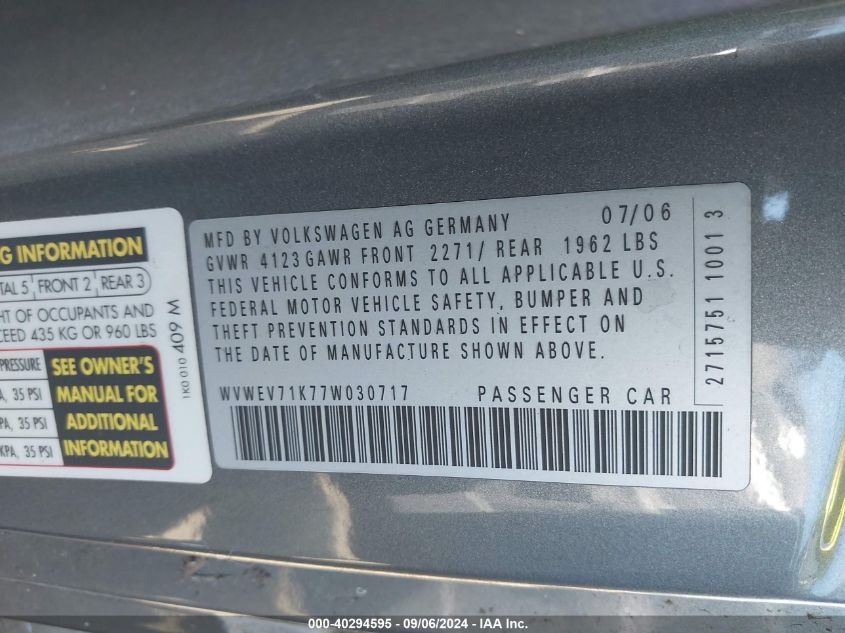 G INFORMATION
TAL 5 FRONT 2 REAR 3
HT OF OCCUPANTS AND
CEED 435 KG OR 960 LBS
PRESSURE
A, 35 PSI
PA, 35 PSI
KPA, 35 PSI
SEE OWNER'S
MANUAL FOR
ADDITIONAL
INFORMATION
1K0 010 409 M
MFD BY VOLKSWAGEN AG GERMANY 07/06
GVWR 4123 GAWR FRONT 2271/ REAR 1962 LBS
THIS VEHICLE CONFORMS TO ALL APPLICABLE U.S.
FEDERAL MOTOR VEHICLE SAFETY, BUMPER AND
THEFT PREVENTION STANDARDS IN EFFECT ON
THE DATE OF MANUFACTURE SHOWN ABOVE.
WVWEV71K77W030717 PASSENGER CAR
2715751 1001 3
000-40294595 - 09/06/2024 - IAA Inc.